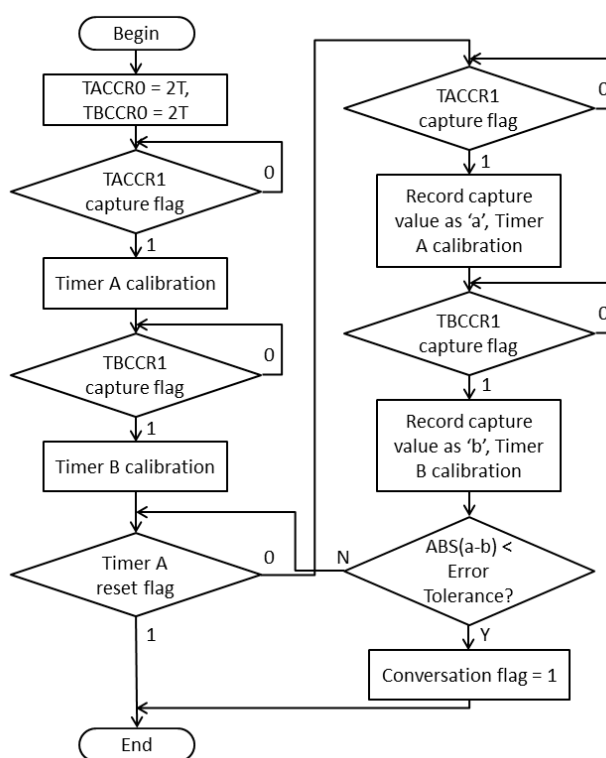 Begin
TACCR0 = 2T,
TBCCR0 = 2T
TACCR1
capture flag
0
1
Timer A calibration
TBCCR1
capture flag
0
1
Timer B calibration
Timer A
reset flag
0
1
End
TACCR1
capture flag
0
1
Record capture
value as ‘a’, Timer
A calibration
TBCCR1
capture flag
0
1
Record capture
value as ‘b’, Timer
B calibration
ABS(a-b) <
Error
Tolerance?
N
Y
Conversation flag = 1